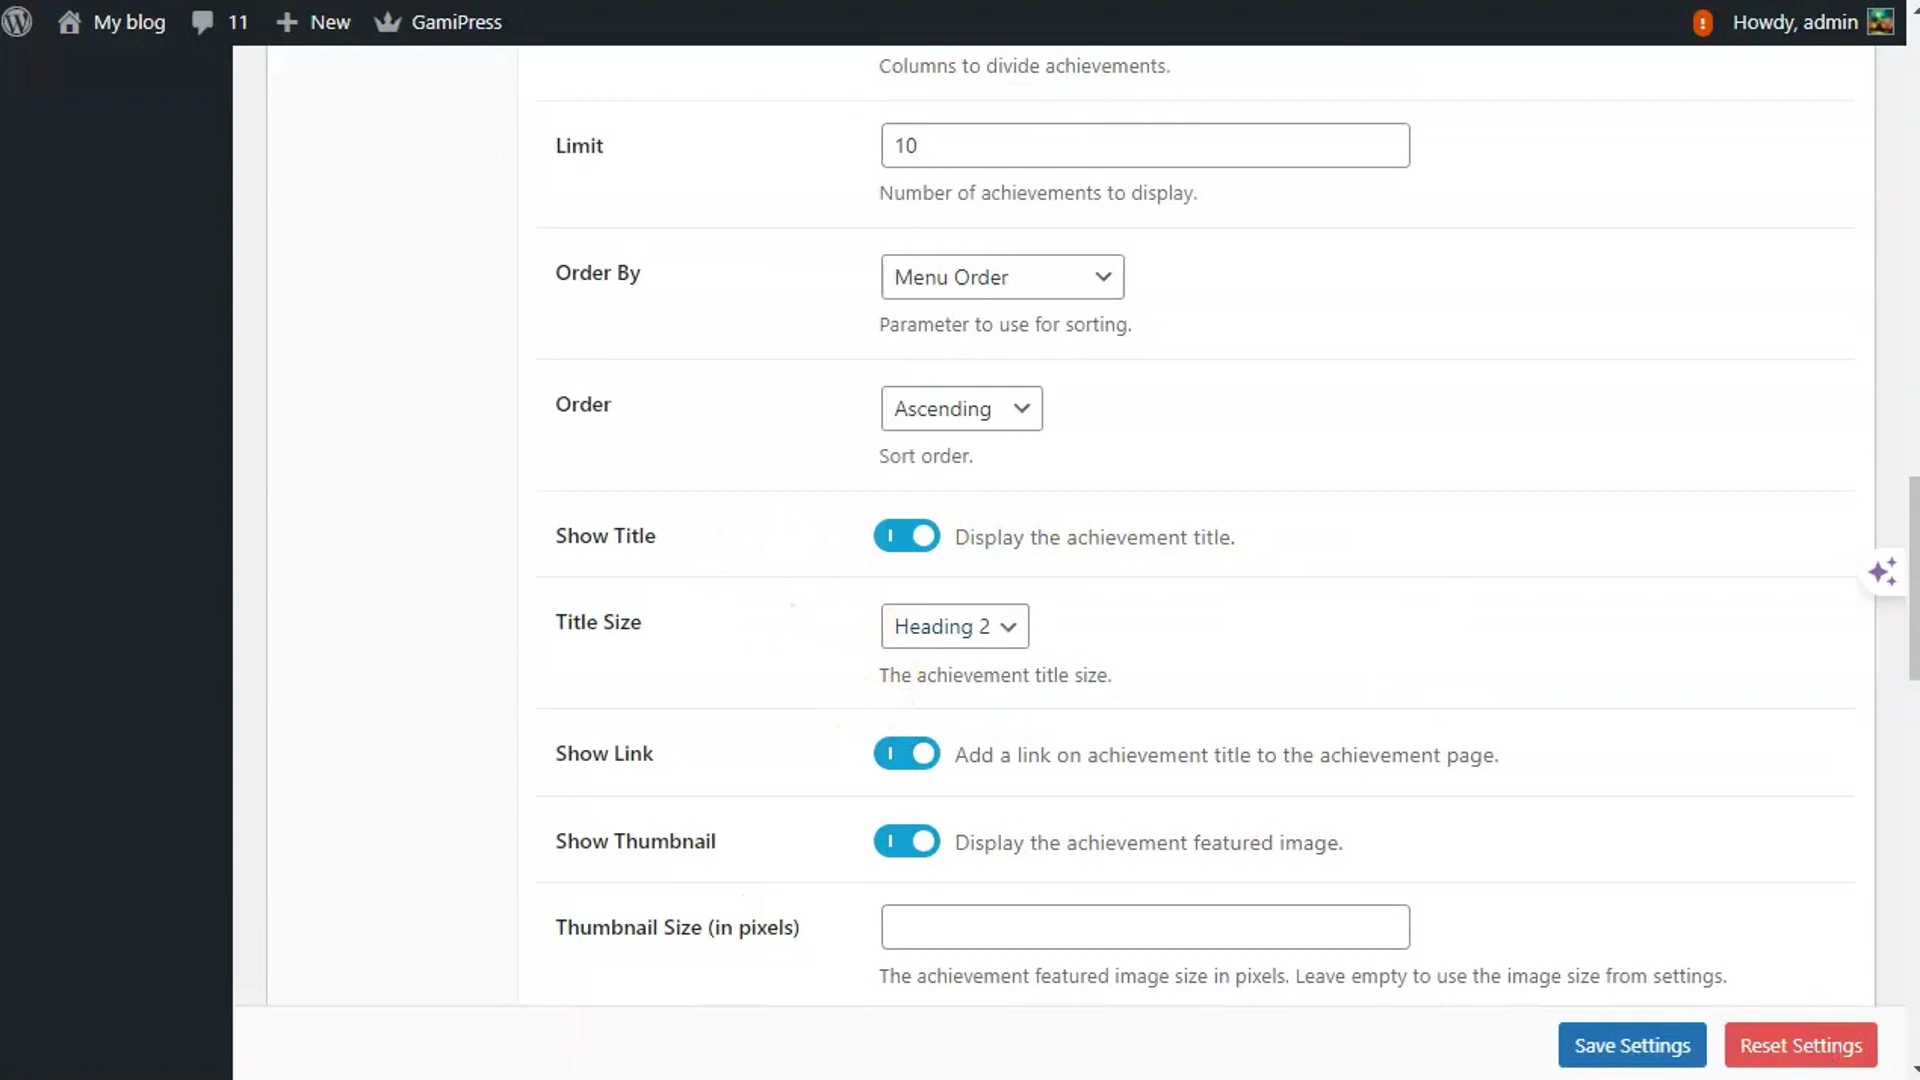 My blog 11 New GamiPress Howdy, admin
Columns to divide achievements.
Limit 10
Number of achievements to display.
Order By Menu Order
Parameter to use for sorting.
Order Ascending
Sort order.
Show Title Display the achievement title.
Title Size Heading 2
The achievement title size.
Show Link Add a link on achievement title to the achievement page.
Show Thumbnail Display the achievement featured image.
Thumbnail Size (in pixels)
The achievement featured image size in pixels. Leave empty to use the image size from settings.
Save Settings Reset Settings